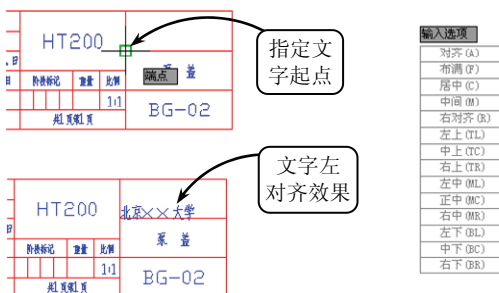 HT200
日
指定文
字起点
端点
泵 盖
日
阶段标记 重量 比例
1:1
BG-02
共1 页第1 页
文字左
对齐效果
HT200
北京××大学
泵 盖
日
阶段标记 重量 比例
1:1
BG-02
共1 页第1 页
输入选项
对齐(A)
布满(F)
居中(C)
中间(M)
右对齐(R)
左上(TL)
中上(TC)
右上(TR)
左中(ML)
正中(MC)
右中(MR)
左下(BL)
中下(BC)
右下(BR)